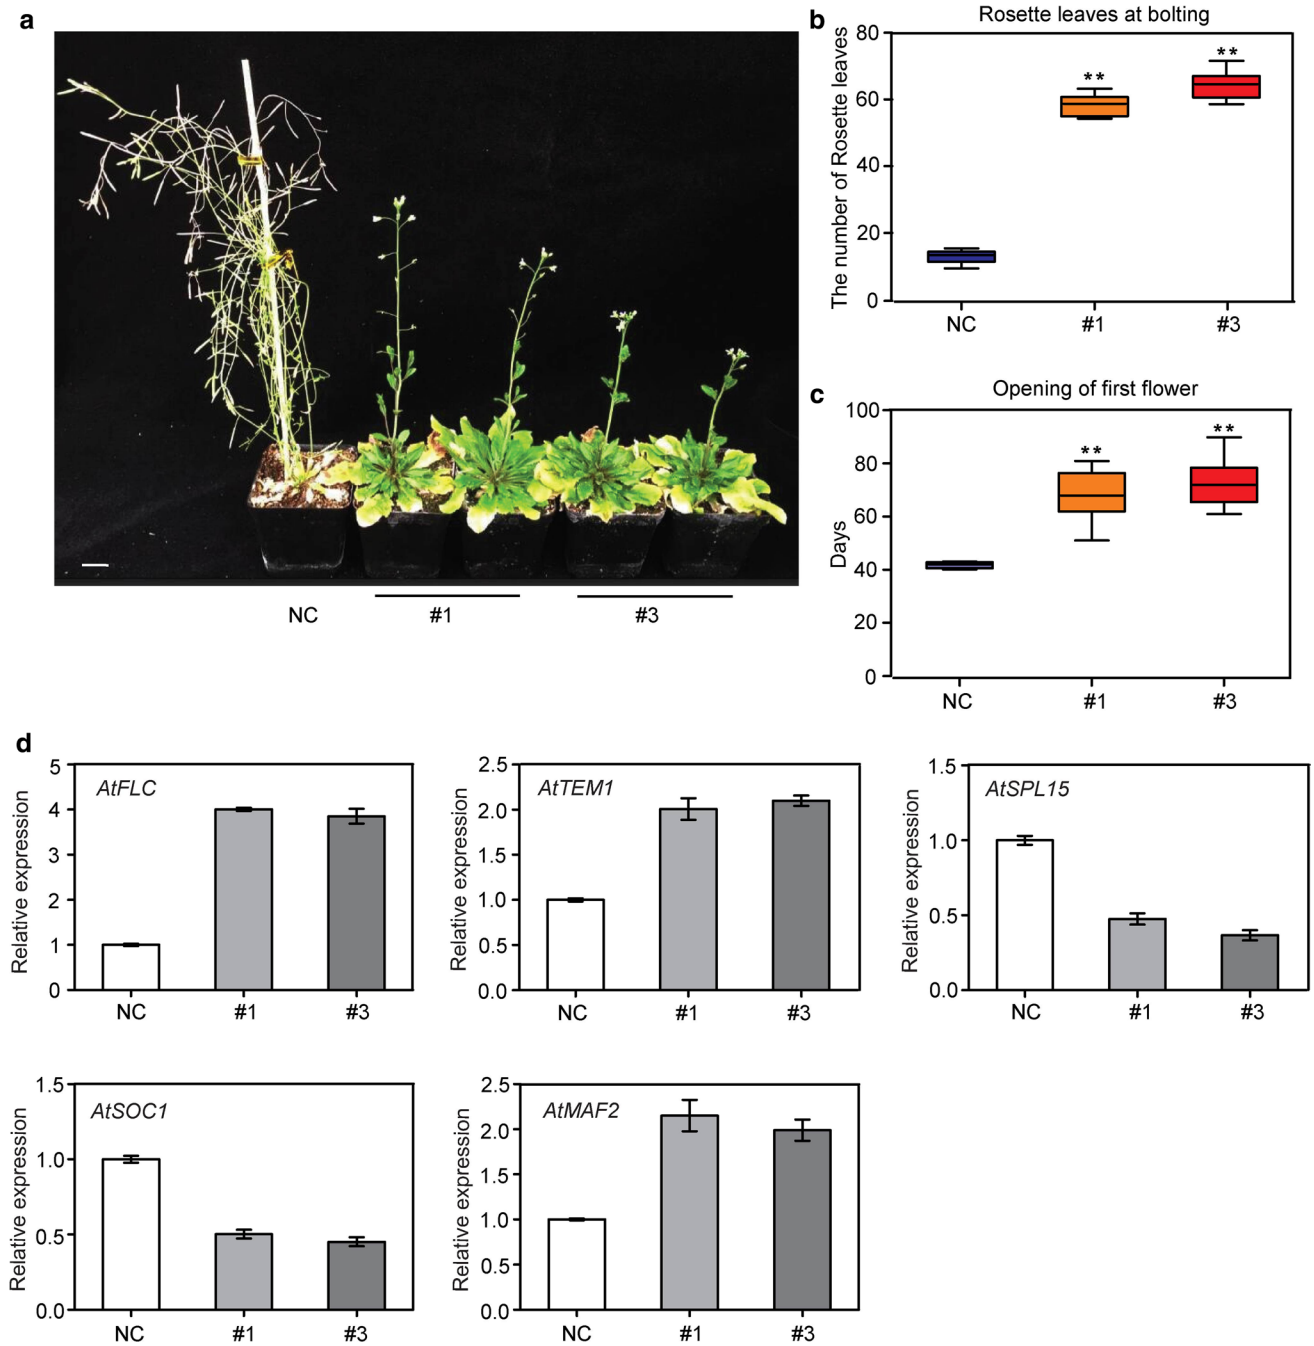 a
NC
#1
#3
b
Rosette leaves at bolting
The number of Rosette leaves
80
60
40
20
0
**
**
NC
#1
#3
c
Opening of first flower
Days
100
80
60
40
20
0
**
**
NC
#1
#3
d
AtFLC
Relative expression
5
4
3
2
1
0
NC
#1
#3
AtTEM1
Relative expression
2.5
2.0
1.5
1.0
0.5
0.0
NC
#1
#3
AtSPL15
Relative expression
1.5
1.0
0.5
0.0
NC
#1
#3
AtSOC1
Relative expression
1.5
1.0
0.5
0.0
NC
#1
#3
AtMAF2
Relative expression
2.5
2.0
1.5
1.0
0.5
0.0
NC
#1
#3